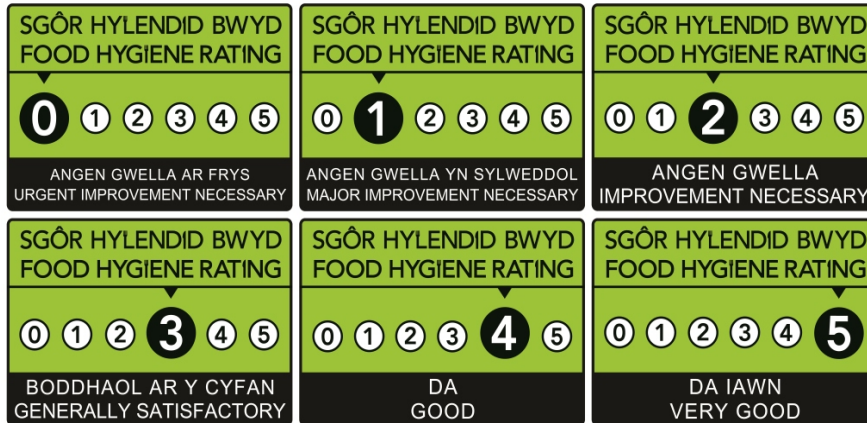 SGÔR HYLENDID BWYD
FOOD HYGIENE RATING
0 1 2 3 4 5
ANGEN GWELLA AR FRYS
URGENT IMPROVEMENT NECESSARY
SGÔR HYLENDID BWYD
FOOD HYGIENE RATING
0 1 2 3 4 5
ANGEN GWELLA YN SYLWEDDOL
MAJOR IMPROVEMENT NECESSARY
SGÔR HYLENDID BWYD
FOOD HYGIENE RATING
0 1 2 3 4 5
ANGEN GWELLA
IMPROVEMENT NECESSARY
SGÔR HYLENDID BWYD
FOOD HYGIENE RATING
0 1 2 3 4 5
BODDHAOL AR Y CYFAN
GENERALLY SATISFACTORY
SGÔR HYLENDID BWYD
FOOD HYGIENE RATING
0 1 2 3 4 5
DA
GOOD
SGÔR HYLENDID BWYD
FOOD HYGIENE RATING
0 1 2 3 4 5
DA IAWN
VERY GOOD